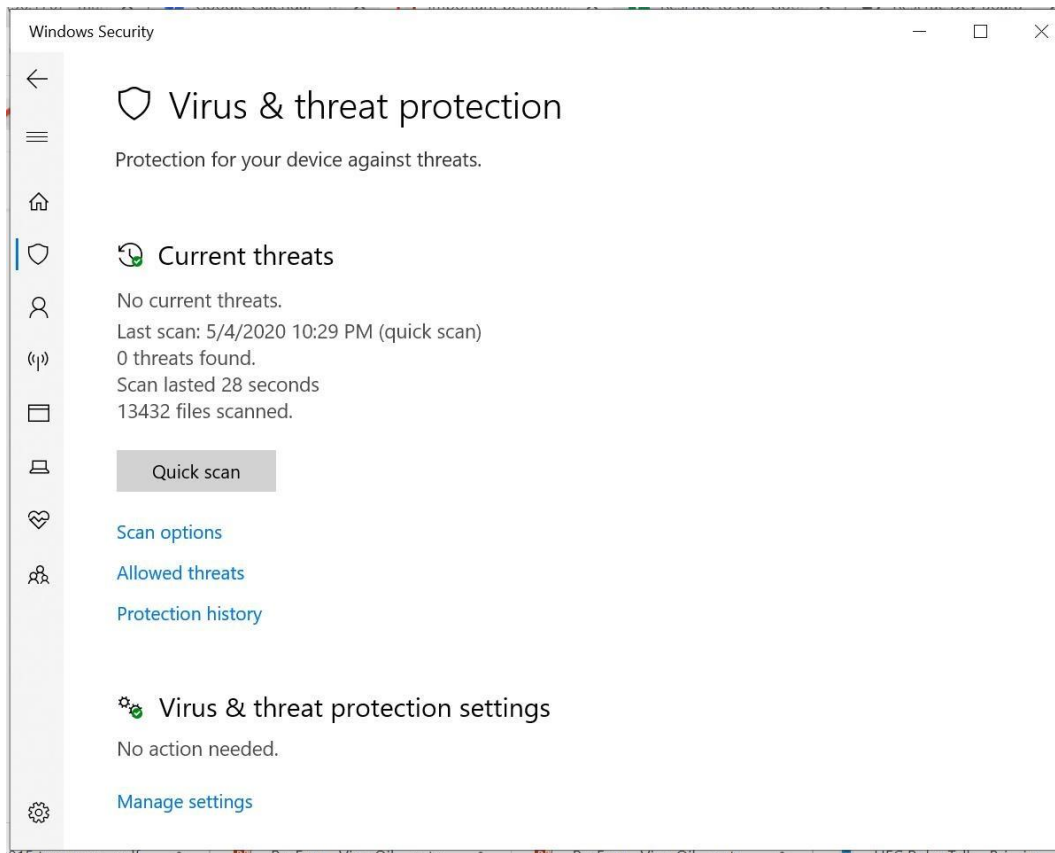 Windows Security
Virus & threat protection
Protection for your device against threats.
Current threats
No current threats.
Last scan: 5/4/2020 10:29 PM (quick scan)
0 threats found.
Scan lasted 28 seconds
13432 files scanned.
Quick scan
Scan options
Allowed threats
Protection history
Virus & threat protection settings
No action needed.
Manage settings